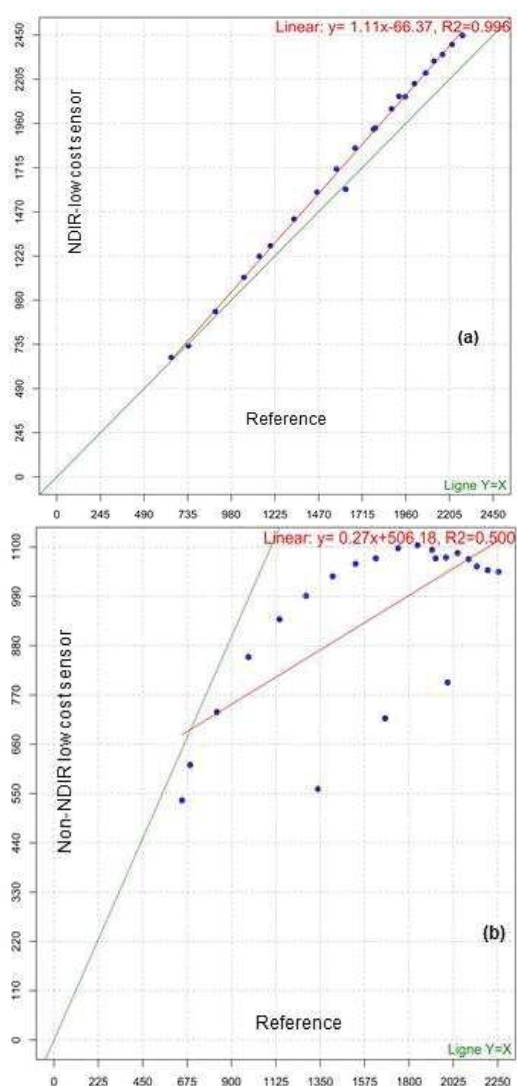 Linear: y= 1.11x-66.37, R2=0.996
2450
2205
1960
1715
1470
1225
980
735
490
245
0
NDIR-low cost sensor
(a)
Reference
Ligne Y=X
0 245 490 735 980 1225 1470 1715 1960 2205 2450
Linear: y= 0.27x+506.18, R2=0.500
1100
990
880
770
660
550
440
330
220
110
0
Non-NDIR low cost sensor
(b)
Reference
Ligne Y=X
0 225 450 675 900 1125 1350 1575 1800 2025 2250